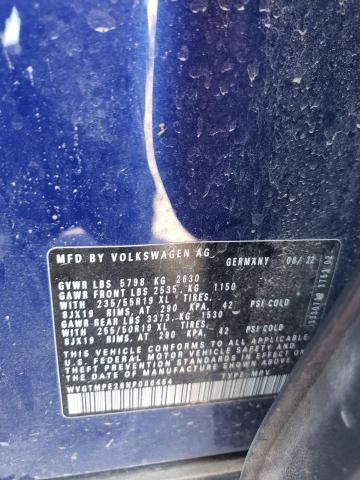 MFD BY VOLKSWAGEN AG GERMANY 08/22
GVWR LBS 5798 KG 2630
GAWR FRONT LBS 2535, KG 1150
WITH 235/55R19 XL TIRES,
8JX19 RIMS, AT 290 KPA, 42 PSI COLD
GAWR REAR LBS 3373, KG 1530
WITH 255/50R19 XL TIRES,
8JX19 RIMS, AT 290 KPA, 42 PSI COLD
THIS VEHICLE CONFORMS TO ALL APPLICABLE
U.S. FEDERAL MOTOR VEHICLE SAFETY AND
THEFT PREVENTION STANDARDS IN EFFECT ON
THE DATE OF MANUFACTURE SHOWN ABOVE.